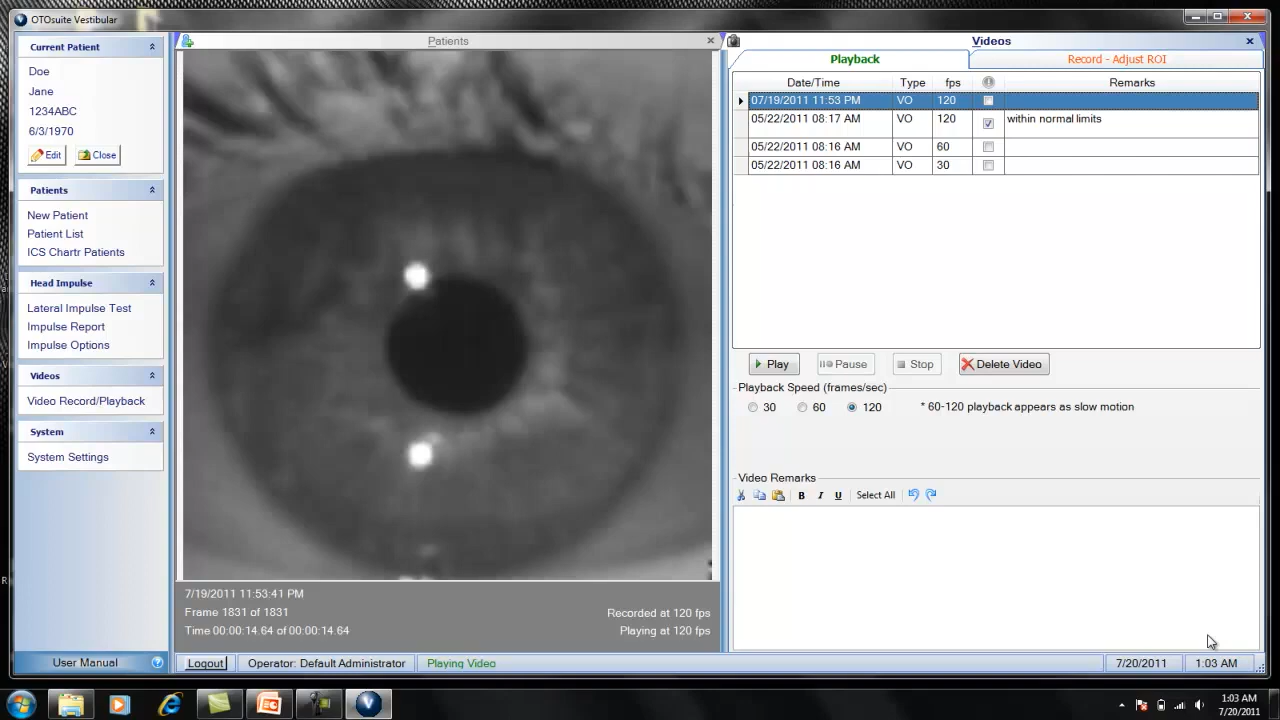 OTOsuite Vestibular
Current Patient
Doe
Jane
1234ABC
6/3/1970
Edit
Close
Patients
New Patient
Patient List
ICS Chartr Patients
Head Impulse
Lateral Impulse Test
Impulse Report
Impulse Options
Videos
Video Record/Playback
System
System Settings
User Manual
Patients
7/19/2011 11:53:41 PM
Frame 1831 of 1831
Recorded at 120 fps
Time 00:00:14.64 of 00:00:14.64
Playing at 120 fps
Videos
Playback
Record - Adjust ROI
Date/Time Type fps Remarks
07/19/2011 11:53 PM VO 120
05/22/2011 08:17 AM VO 120 within normal limits
05/22/2011 08:16 AM VO 60
05/22/2011 08:16 AM VO 30
Play Pause Stop Delete Video
Playback Speed (frames/sec)
30 60 120 * 60-120 playback appears as slow motion
Video Remarks
B I U Select All
Logout Operator: Default Administrator Playing Video 7/20/2011 1:03 AM
1:03 AM
7/20/2011